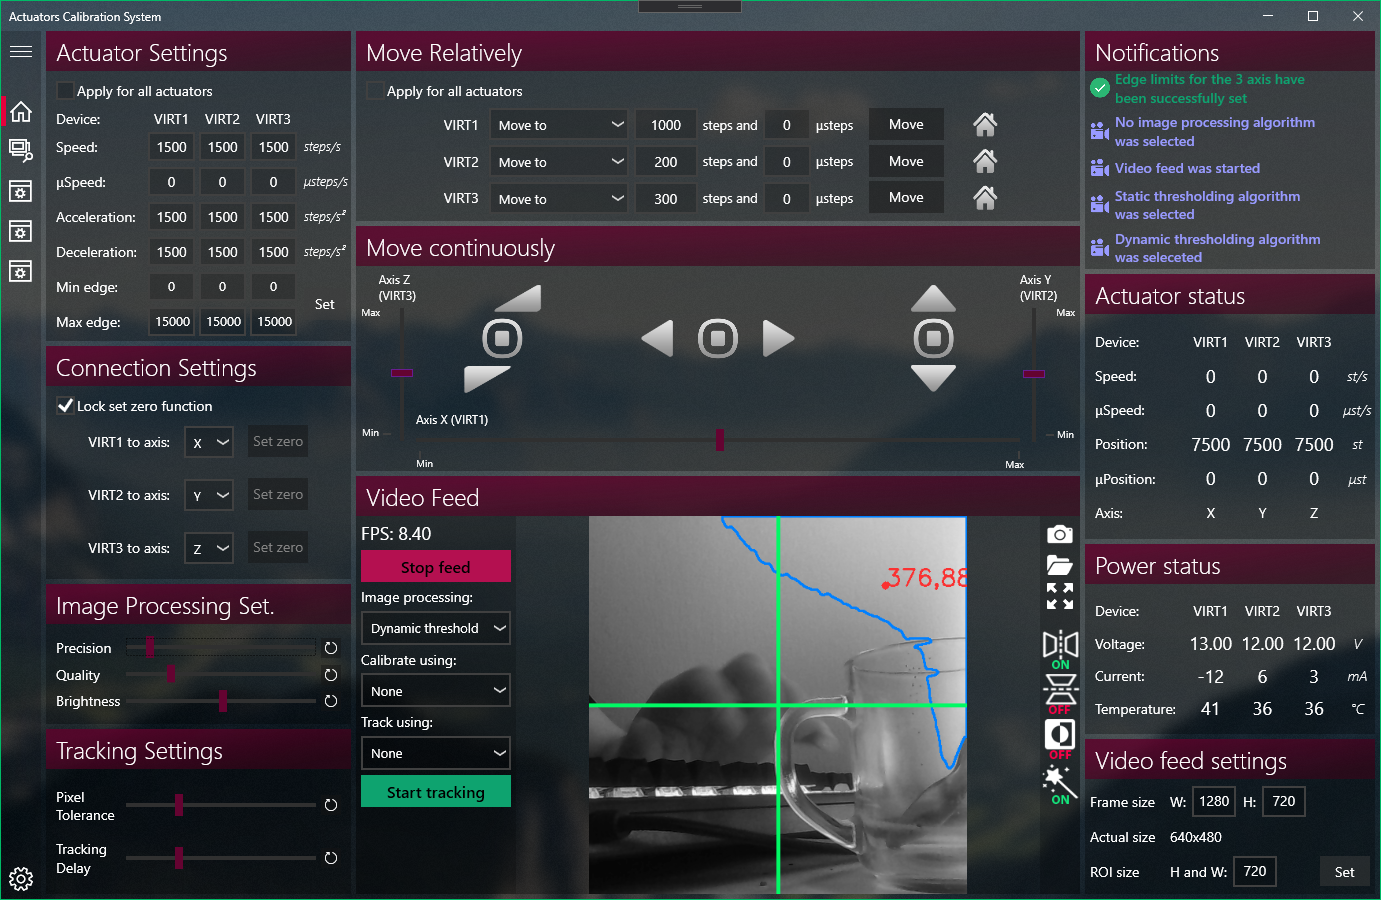 Actuators Calibration System
Actuator Settings
Apply for all actuators
Device: VIRT1 VIRT2 VIRT3
Speed: 1500 1500 1500 steps/s
µSpeed: 0 0 0 µsteps/s
Acceleration: 1500 1500 1500 steps/s²
Deceleration: 1500 1500 1500 steps/s²
Min edge: 0 0 0
Set
Max edge: 15000 15000 15000
Connection Settings
Lock set zero function
VIRT1 to axis: X Set zero
VIRT2 to axis: Y Set zero
VIRT3 to axis: Z Set zero
Image Processing Set.
Precision
Quality
Brightness
Tracking Settings
Pixel
Tolerance
Tracking
Delay
Move Relatively
Apply for all actuators
VIRT1 Move to 1000 steps and 0 µsteps Move
VIRT2 Move to 200 steps and 0 µsteps Move
VIRT3 Move to 300 steps and 0 µsteps Move
Move continuously
Axis Z
(VIRT3)
Max
Min
Axis X (VIRT1)
Min
Max
Axis Y
(VIRT2)
Max
Min
Video Feed
FPS: 8.40
Stop feed
Image processing:
Dynamic threshold
Calibrate using:
None
Track using:
None
Start tracking
376,88
ON
OFF
OFF
ON
Notifications
Edge limits for the 3 axis have
been successfully set
No image processing algorithm
was selected
Video feed was started
Static thresholding algorithm
was selected
Dynamic thresholding algorithm
was seleceted
Actuator status
Device: VIRT1 VIRT2 VIRT3
Speed: 0 0 0 st/s
µSpeed: 0 0 0 µst/s
Position: 7500 7500 7500 st
µPosition: 0 0 0 µst
Axis: X Y Z
Power status
Device: VIRT1 VIRT2 VIRT3
Voltage: 13.00 12.00 12.00 V
Current: -12 6 3 mA
Temperature: 41 36 36 °C
Video feed settings
Frame size W: 1280 H: 720
Actual size 640x480
ROI size H and W: 720 Set